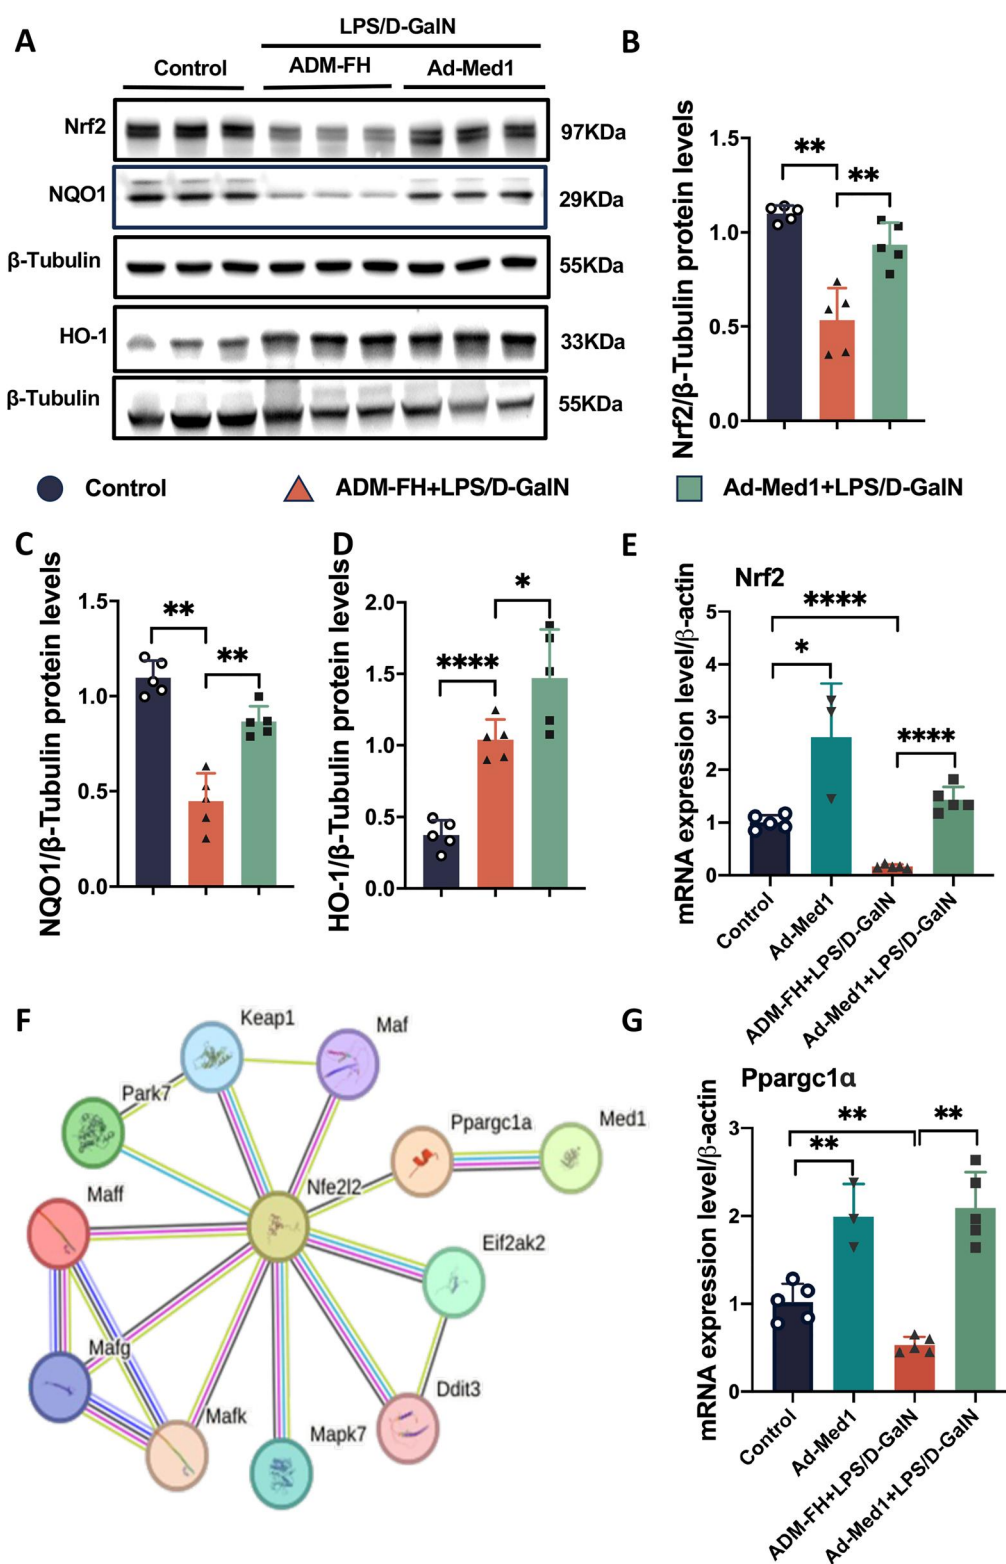 A
LPS/D-GalN
Control
ADM-FH
Ad-Med1
Nrf2
97KDa
NQO1
29KDa
β-Tubulin
55KDa
HO-1
33KDa
β-Tubulin
55KDa
B
Nrf2/β-Tubulin protein levels
1.5
1.0
0.5
0.0
**
**
Control
ADM-FH+LPS/D-GalN
Ad-Med1+LPS/D-GalN
C
NQO1/β-Tubulin protein levels
1.5
1.0
0.5
0.0
**
**
D
HO-1/β-Tubulin protein levels
2.0
1.5
1.0
0.5
0.0
****
*
E
Nrf2
mRNA expression level/β-actin
5
4
3
2
1
0
****
*
****
Control
Ad-Med1
ADM-FH+LPS/D-GalN
Ad-Med1+LPS/D-GalN
F
Keap1
Maf
Park7
Ppargc1a
Med1
Nfe2l2
Maff
Eif2ak2
Mafg
Ddit3
Mafk
Mapk7
G
Ppargc1α
mRNA expression level/β-actin
3
2
1
0
**
**
**
Control
Ad-Med1
ADM-FH+LPS/D-GalN
Ad-Med1+LPS/D-GalN